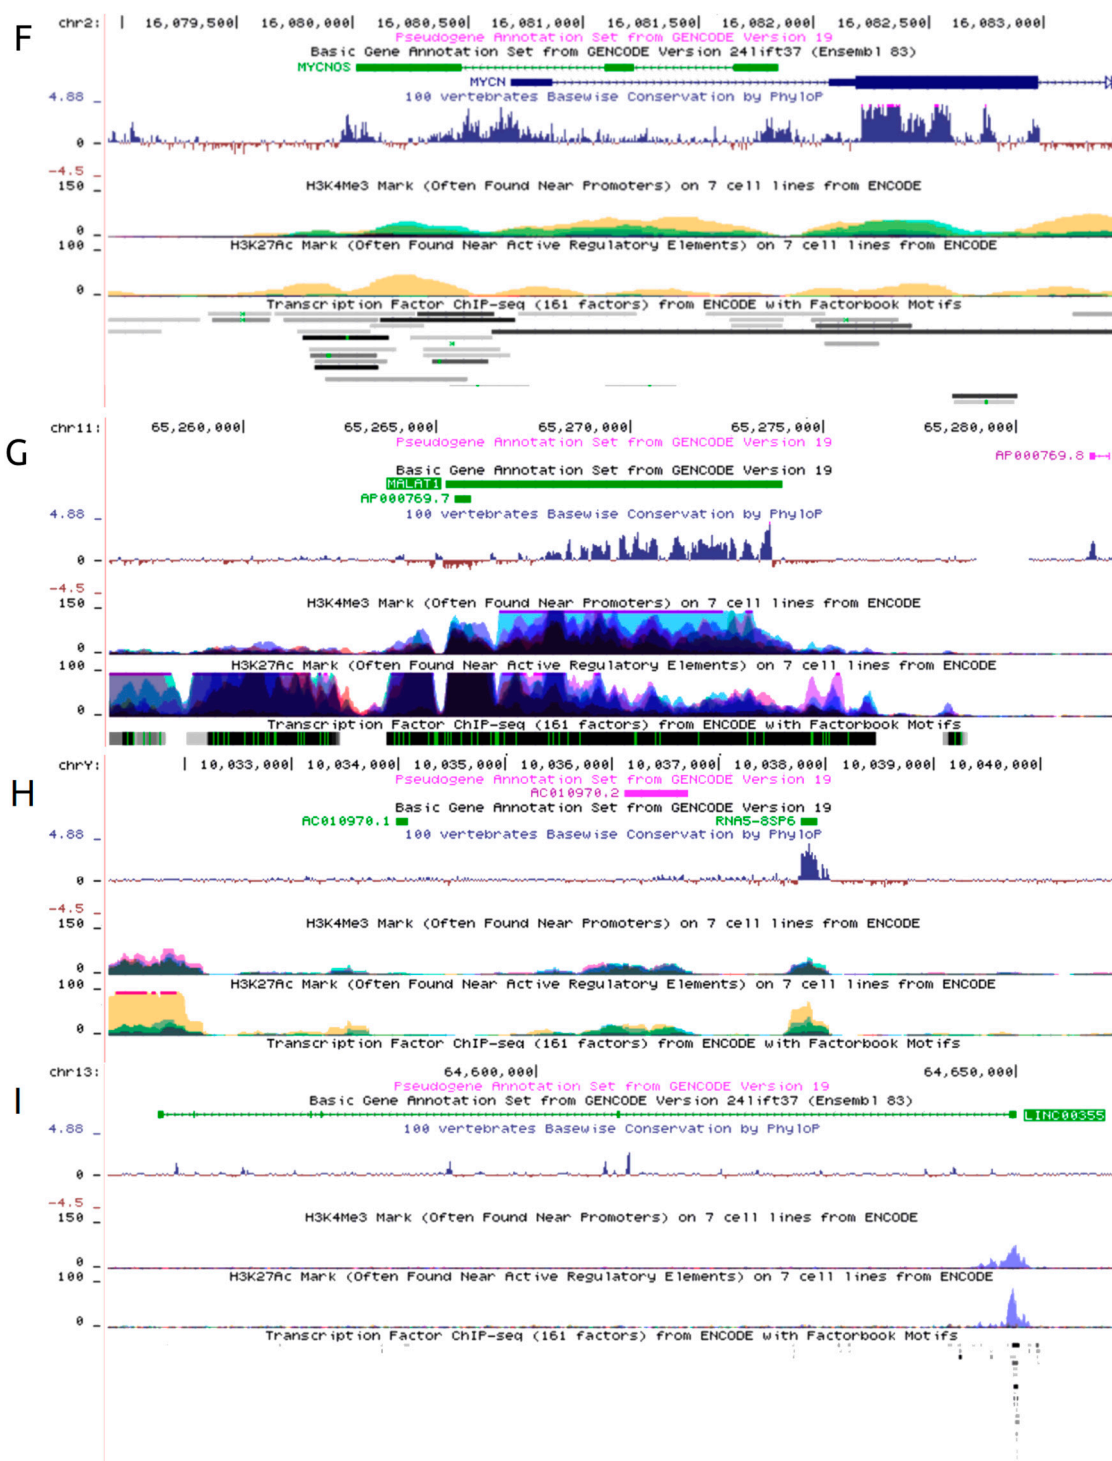 F
chr2: | 16,079,500| 16,080,000| 16,080,500| 16,081,000| 16,081,500| 16,082,000| 16,082,500| 16,083,000|
Pseudogene Annotation Set from GENCODE Version 19
Basic Gene Annotation Set from GENCODE Version 24lift37 (Ensembl 83)
MYCNOS
MYCN
4.88 _ 100 vertebrates Basewise Conservation by PhyloP
0 _
-4.5 _
150 _ H3K4Me3 Mark (Often Found Near Promoters) on 7 cell lines from ENCODE
0 _
100 _ H3K27Ac Mark (Often Found Near Active Regulatory Elements) on 7 cell lines from ENCODE
0 _
Transcription Factor ChIP-seq (161 factors) from ENCODE with Factorbook Motifs
G
chr11: 65,260,000| 65,265,000| 65,270,000| 65,275,000| 65,280,000|
Pseudogene Annotation Set from GENCODE Version 19
AP000769.8
Basic Gene Annotation Set from GENCODE Version 19
MALAT1
AP000769.7
4.88 _ 100 vertebrates Basewise Conservation by PhyloP
0 _
-4.5 _
150 _ H3K4Me3 Mark (Often Found Near Promoters) on 7 cell lines from ENCODE
0 _
100 _ H3K27Ac Mark (Often Found Near Active Regulatory Elements) on 7 cell lines from ENCODE
0 _
Transcription Factor ChIP-seq (161 factors) from ENCODE with Factorbook Motifs
H
chrY: | 10,033,000| 10,034,000| 10,035,000| 10,036,000| 10,037,000| 10,038,000| 10,039,000| 10,040,000|
Pseudogene Annotation Set from GENCODE Version 19
AC010970.2
Basic Gene Annotation Set from GENCODE Version 19
AC010970.1 RNA5-8SP6
4.88 _ 100 vertebrates Basewise Conservation by PhyloP
0 _
-4.5 _
150 _ H3K4Me3 Mark (Often Found Near Promoters) on 7 cell lines from ENCODE
0 _
100 _ H3K27Ac Mark (Often Found Near Active Regulatory Elements) on 7 cell lines from ENCODE
0 _
Transcription Factor ChIP-seq (161 factors) from ENCODE with Factorbook Motifs
I
chr13: 64,600,000| 64,650,000|
Pseudogene Annotation Set from GENCODE Version 19
Basic Gene Annotation Set from GENCODE Version 24lift37 (Ensembl 83)
LINC00355
4.88 _ 100 vertebrates Basewise Conservation by PhyloP
0 _
-4.5 _
150 _ H3K4Me3 Mark (Often Found Near Promoters) on 7 cell lines from ENCODE
0 _
100 _ H3K27Ac Mark (Often Found Near Active Regulatory Elements) on 7 cell lines from ENCODE
0 _
Transcription Factor ChIP-seq (161 factors) from ENCODE with Factorbook Motifs